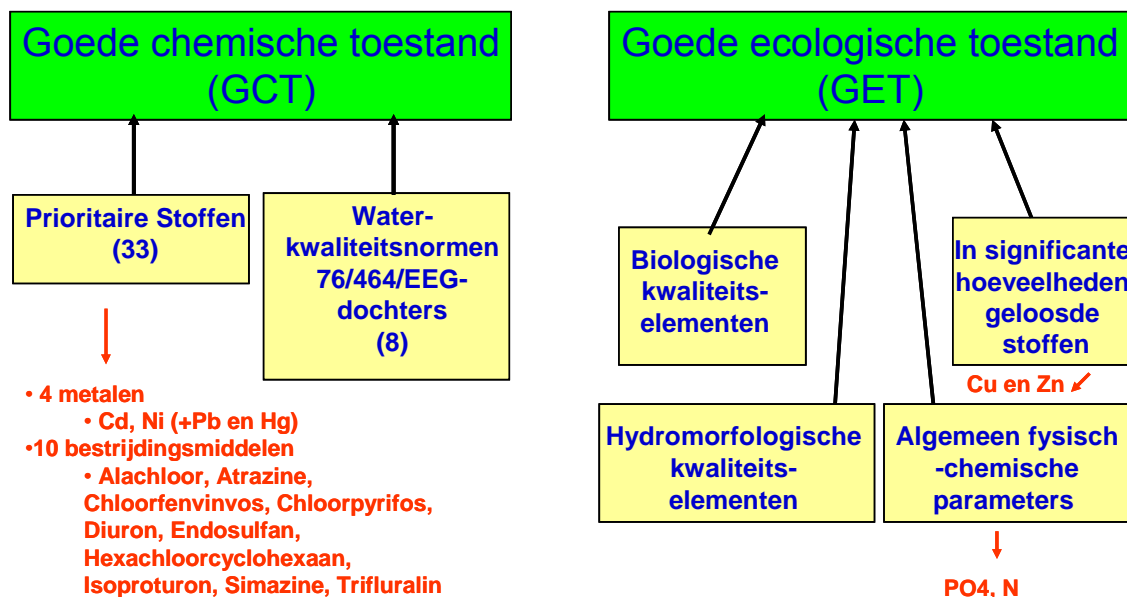 Goede chemische toestand
(GCT)
Prioritaire Stoffen
(33)
Water-
kwaliteitsnormen
76/464/EEG-
dochters
(8)
• 4 metalen
• Cd, Ni (+Pb en Hg)
•10 bestrijdingsmiddelen
• Alachloor, Atrazine,
Chloorfenvinvos, Chloorpyrifos,
Diuron, Endosulfan,
Hexachloorcyclohexaan,
Isoproturon, Simazine, Trifluralin
Goede ecologische toestand
(GET)
Biologische
kwaliteits-
elementen
In significante
hoeveelheden
geloosde
stoffen
Cu en Zn
Hydromorfologische
kwaliteits-
elementen
Algemeen fysisch
-chemische
parameters
PO4, N